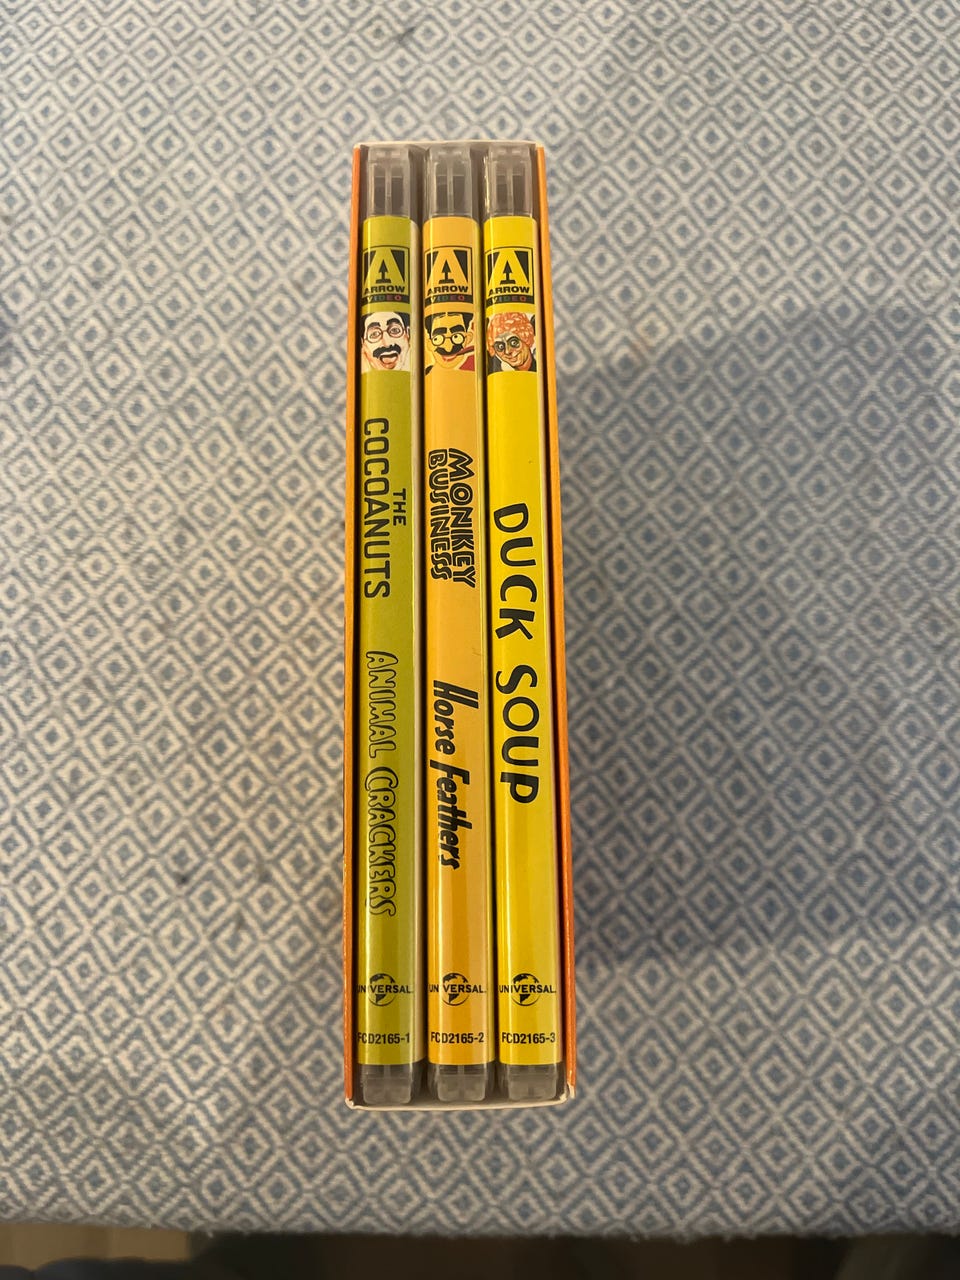 A
ARROW
VIDEO
THE
COCOANUTS
ANIMAL CRACKERS
UNIVERSAL
FCD2165-1
A
ARROW
VIDEO
MONKEY
BUSINESS
Horse Feathers
UNIVERSAL
FCD2165-2
A
ARROW
VIDEO
DUCK SOUP
UNIVERSAL
FCD2165-3